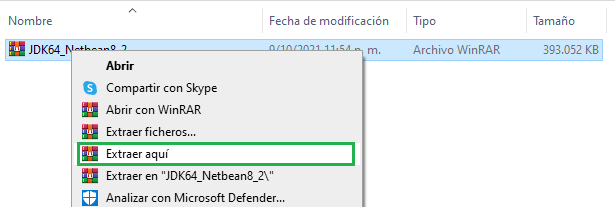 Nombre Fecha de modificación Tipo Tamaño
JDK64_Netbean8_2 9/10/2021 11:54 p. m. Archivo WinRAR 393.052 KB
Abrir
Compartir con Skype
Abrir con WinRAR
Extraer ficheros...
Extraer aquí
Extraer en "JDK64_Netbean8_2\"
Analizar con Microsoft Defender...